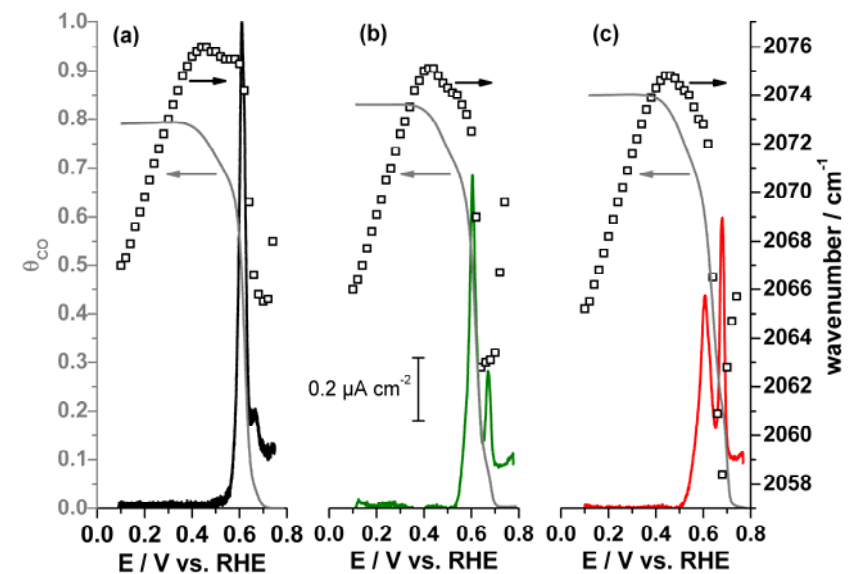 (a) (b) (c)
1.0 2076
0.9 2074
0.8 2072
0.7 2070
0.6 2068
0.5 2066
0.4 2064
0.3 2062
0.2 2060
0.1 2058
0.0
θCO
wavenumber / cm-1
0.2 µA cm-2
0.0 0.2 0.4 0.6 0.8 0.0 0.2 0.4 0.6 0.8 0.0 0.2 0.4 0.6 0.8
E / V vs. RHE E / V vs. RHE E / V vs. RHE